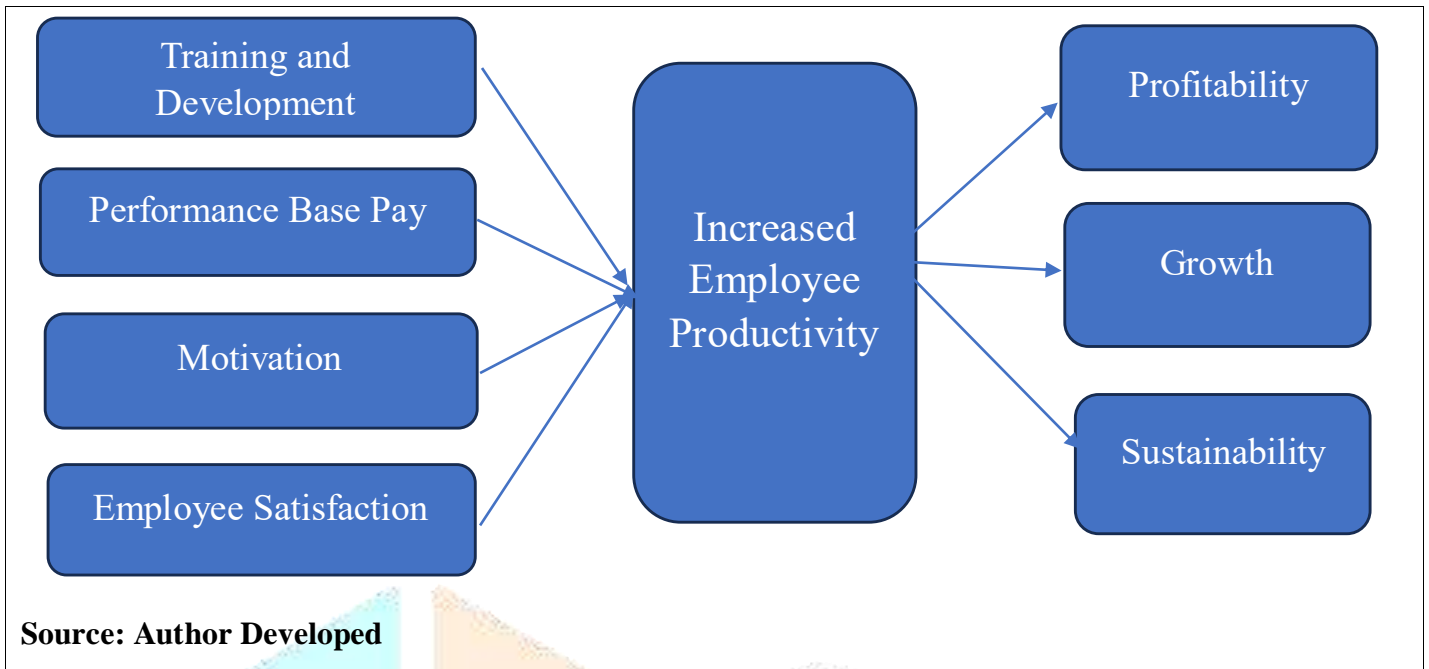 Training and
Development
Performance Base Pay
Motivation
Employee Satisfaction
Increased
Employee
Productivity
Profitability
Growth
Sustainability
Source: Author Developed